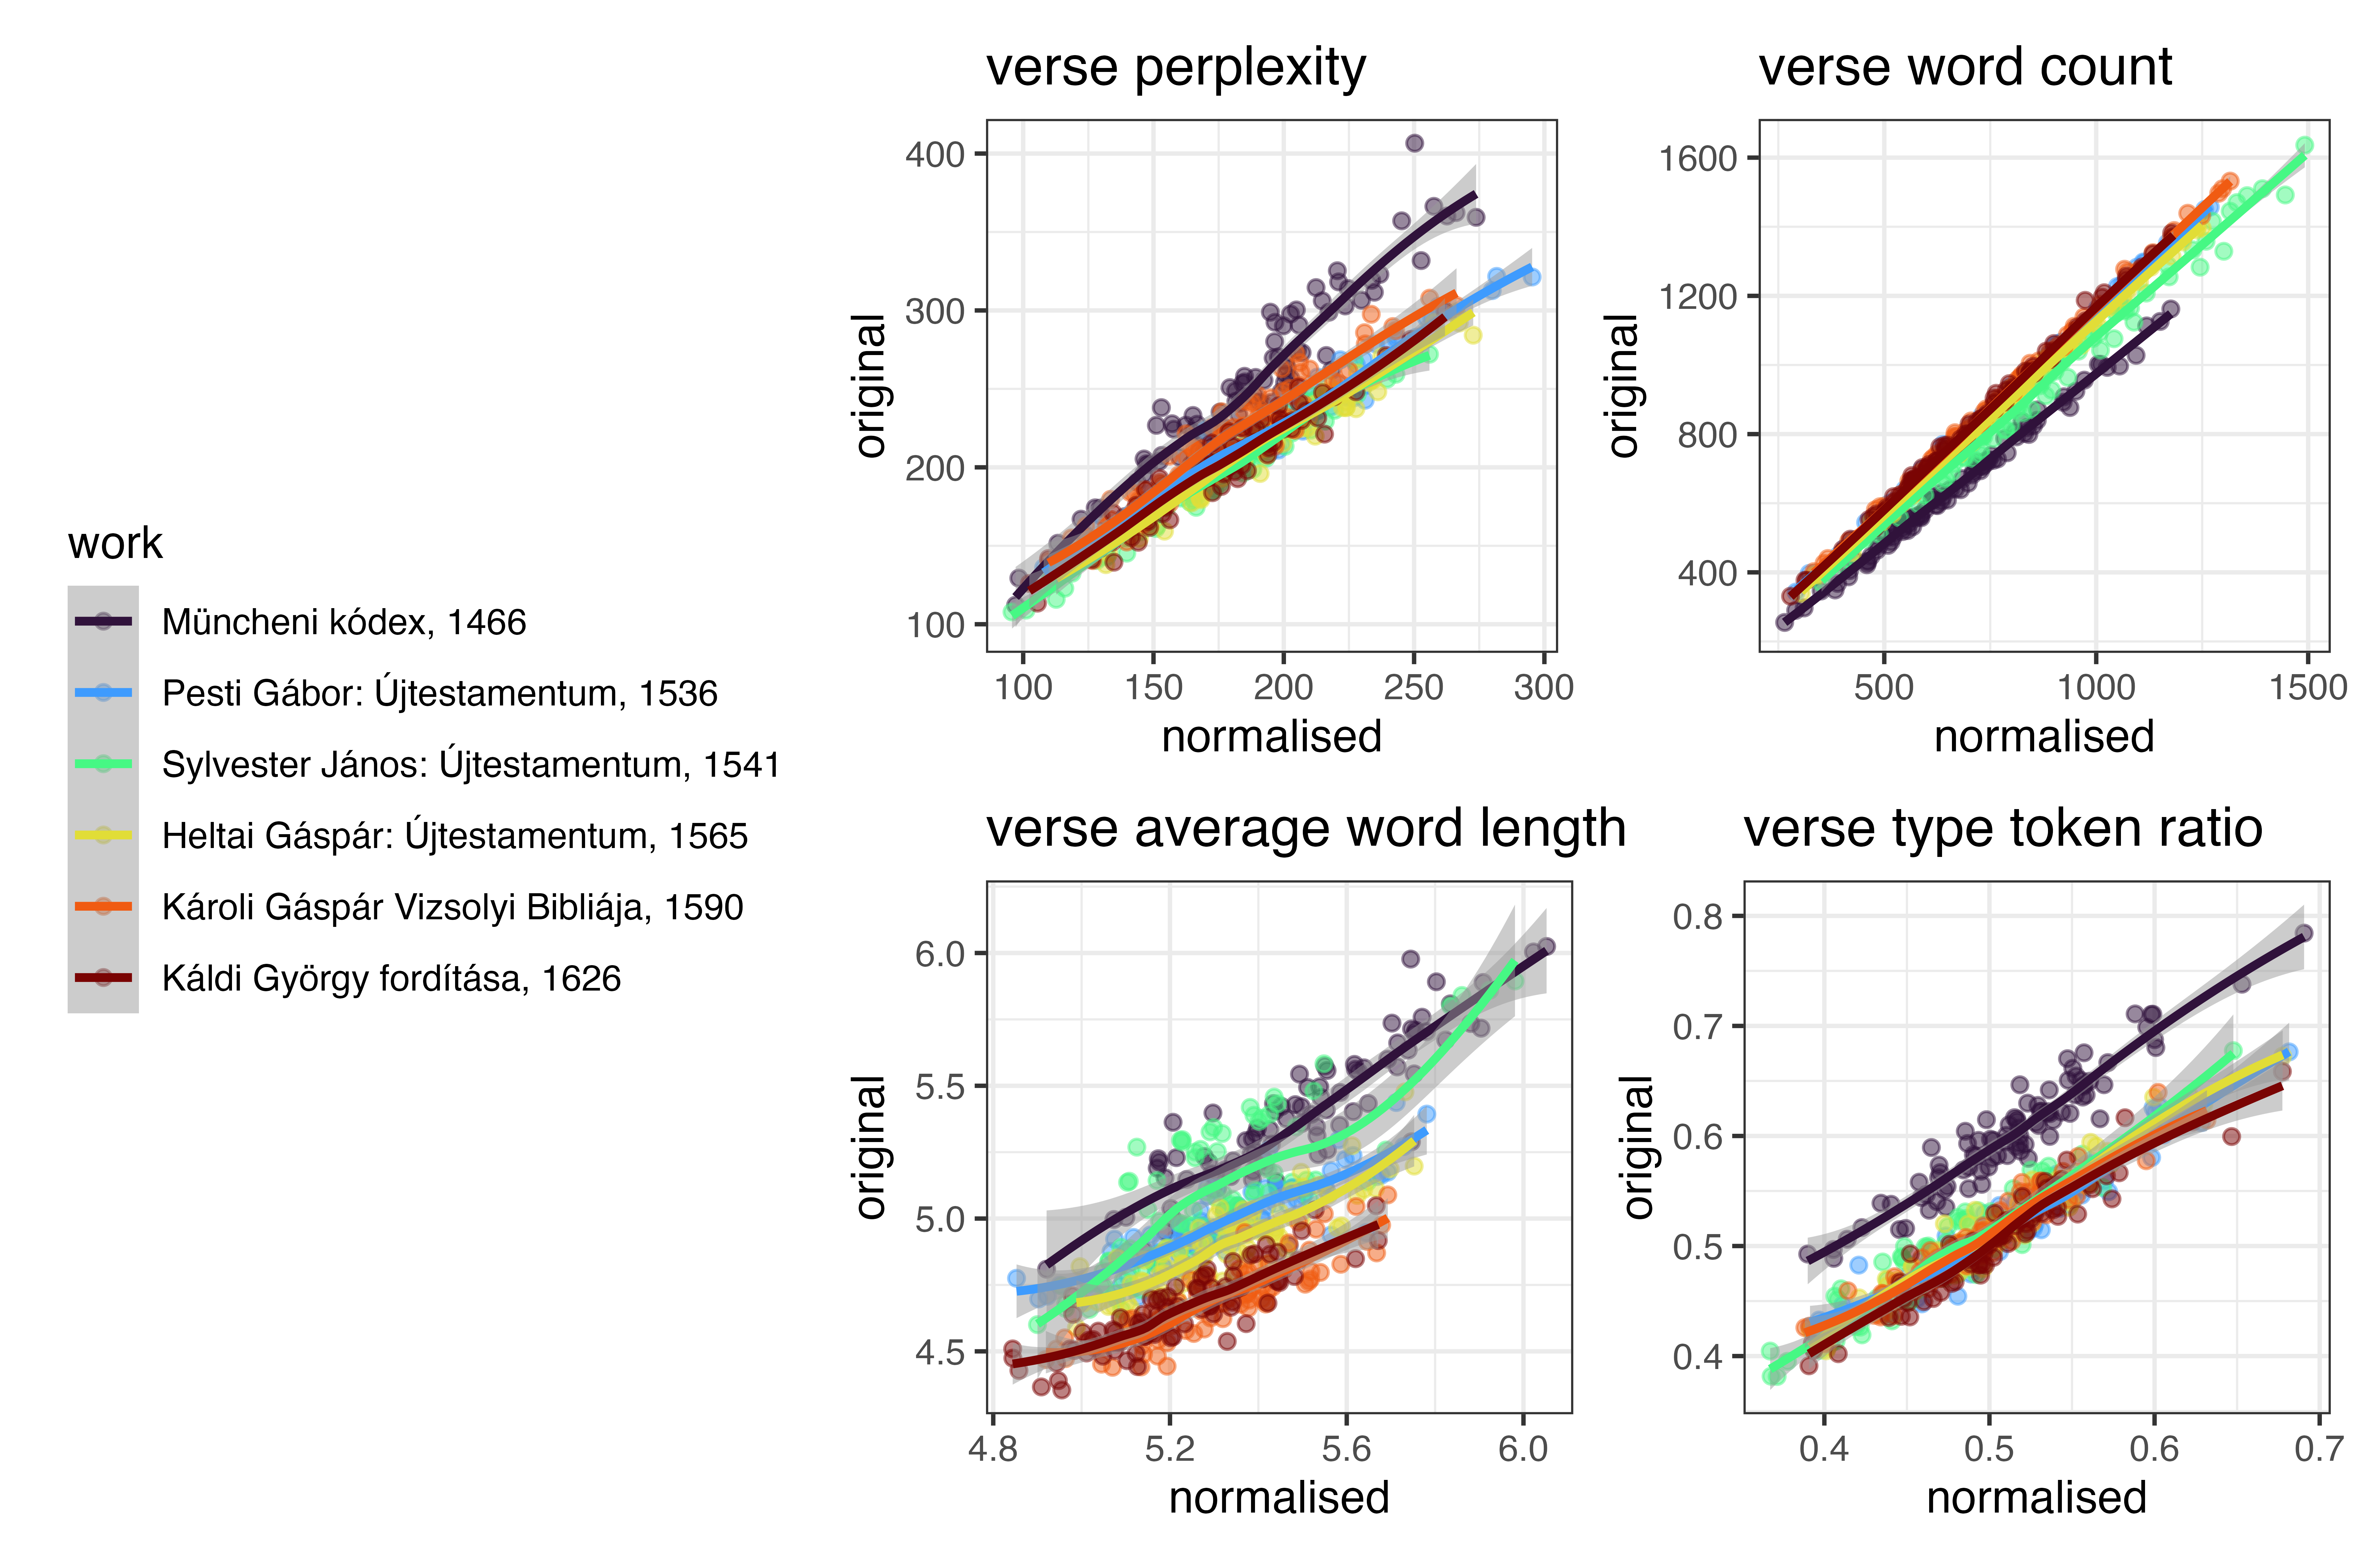 work
Müncheni kódex, 1466
Pesti Gábor: Újtestamentum, 1536
Sylvester János: Újtestamentum, 1541
Heltai Gáspár: Újtestamentum, 1565
Károli Gáspár Vizsolyi Bibliája, 1590
Káldi György fordítása, 1626
verse perplexity
original
400
300
200
100
100 150 200 250 300
normalised
verse word count
original
1600
1200
800
400
500 1000 1500
normalised
verse average word length
original
6.0
5.5
5.0
4.5
4.8 5.2 5.6 6.0
normalised
verse type token ratio
original
0.8
0.7
0.6
0.5
0.4
0.4 0.5 0.6 0.7
normalised